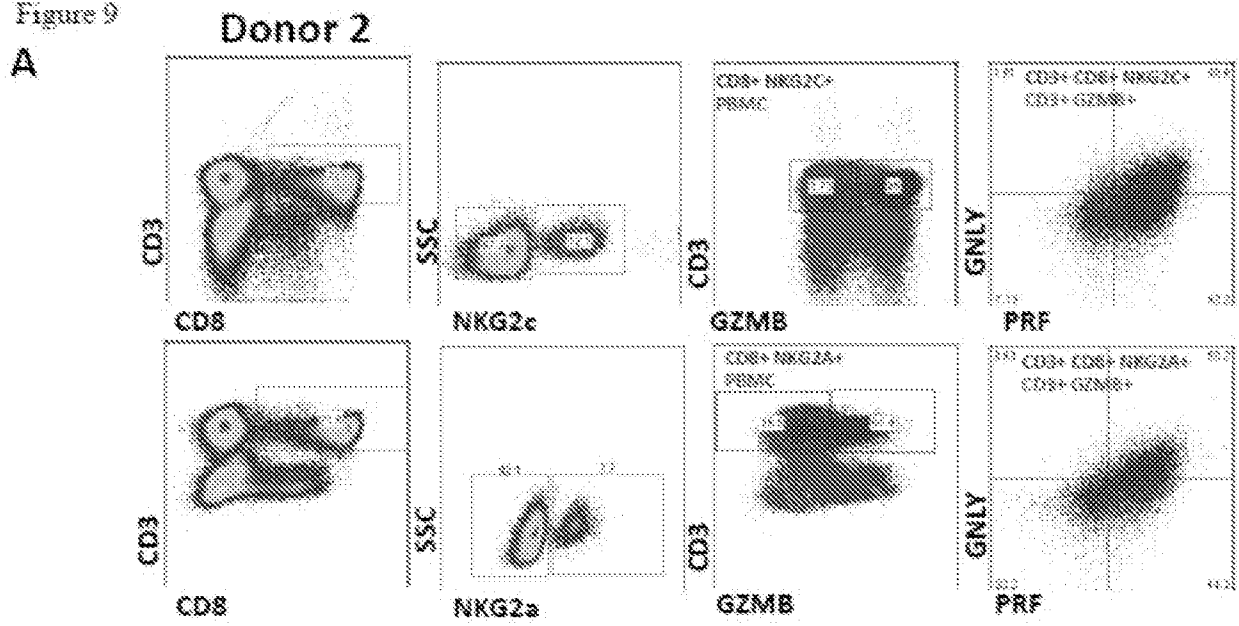 Figure 9
Donor 2
A
CD3
CD8
SSC
NKG2c
CD8+ NKG2C+
PBMC
CD3
GZMB
CD3+ CD8+ NKG2C+
CD3+ GZMB+
GNLY
PRF
CD3
CD8
SSC
NKG2a
CD8+ NKG2A+
PBMC
CD3
GZMB
CD3+ CD8+ NKG2A+
CD3+ GZMB+
GNLY
PRF